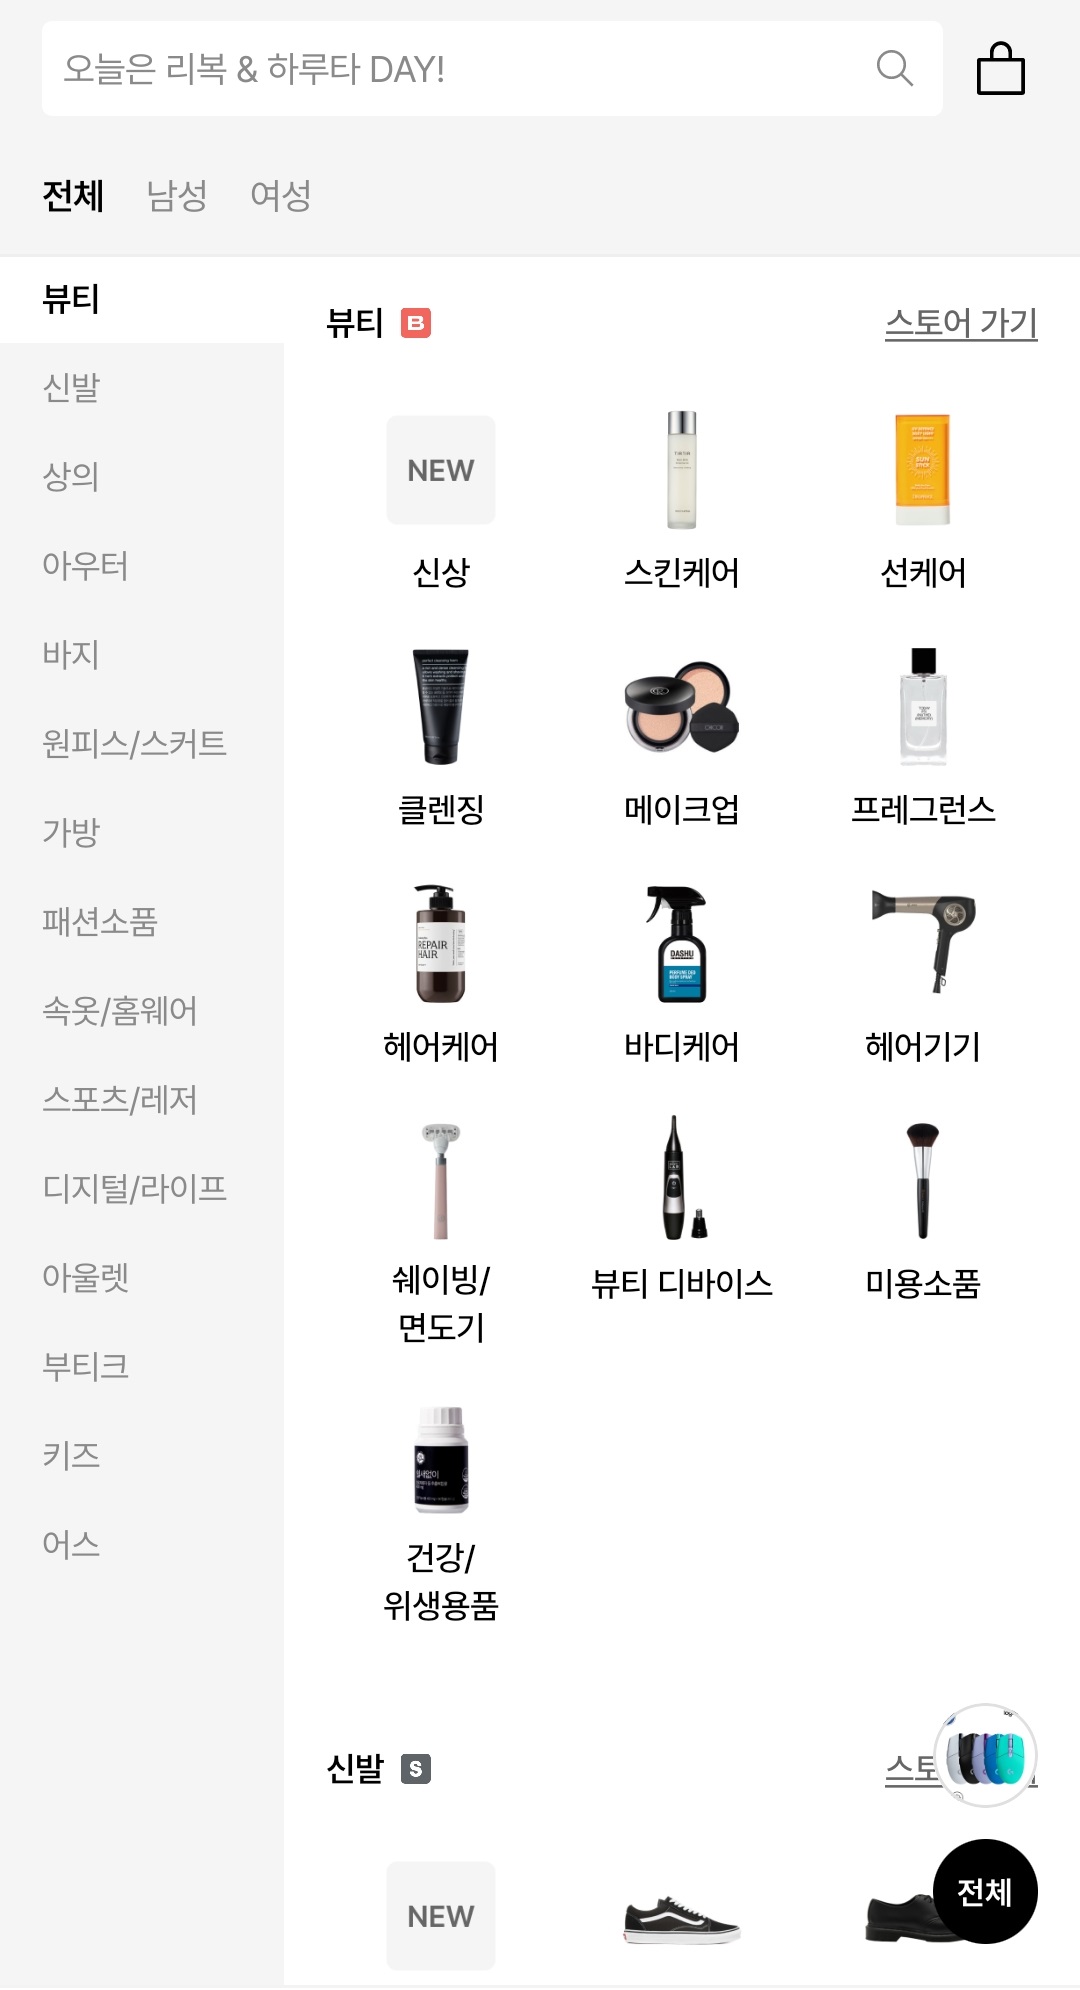 오늘은 리복 & 하루타 DAY!
전체 남성 여성
뷰티
신발
상의
아우터
바지
원피스/스커트
가방
패션소품
속옷/홈웨어
스포츠/레저
디지털/라이프
아울렛
부티크
키즈
어스
뷰티 B 스토어 가기
NEW
SUN
STICK
신상 스킨케어 선케어
클렌징 메이크업 프레그런스
REPAIR
HAIR
DASHU
헤어케어 바디케어 헤어기기
쉐이빙/
면도기
뷰티 디바이스 미용소품
건강/
위생용품
신발 S 스토
NEW
전체